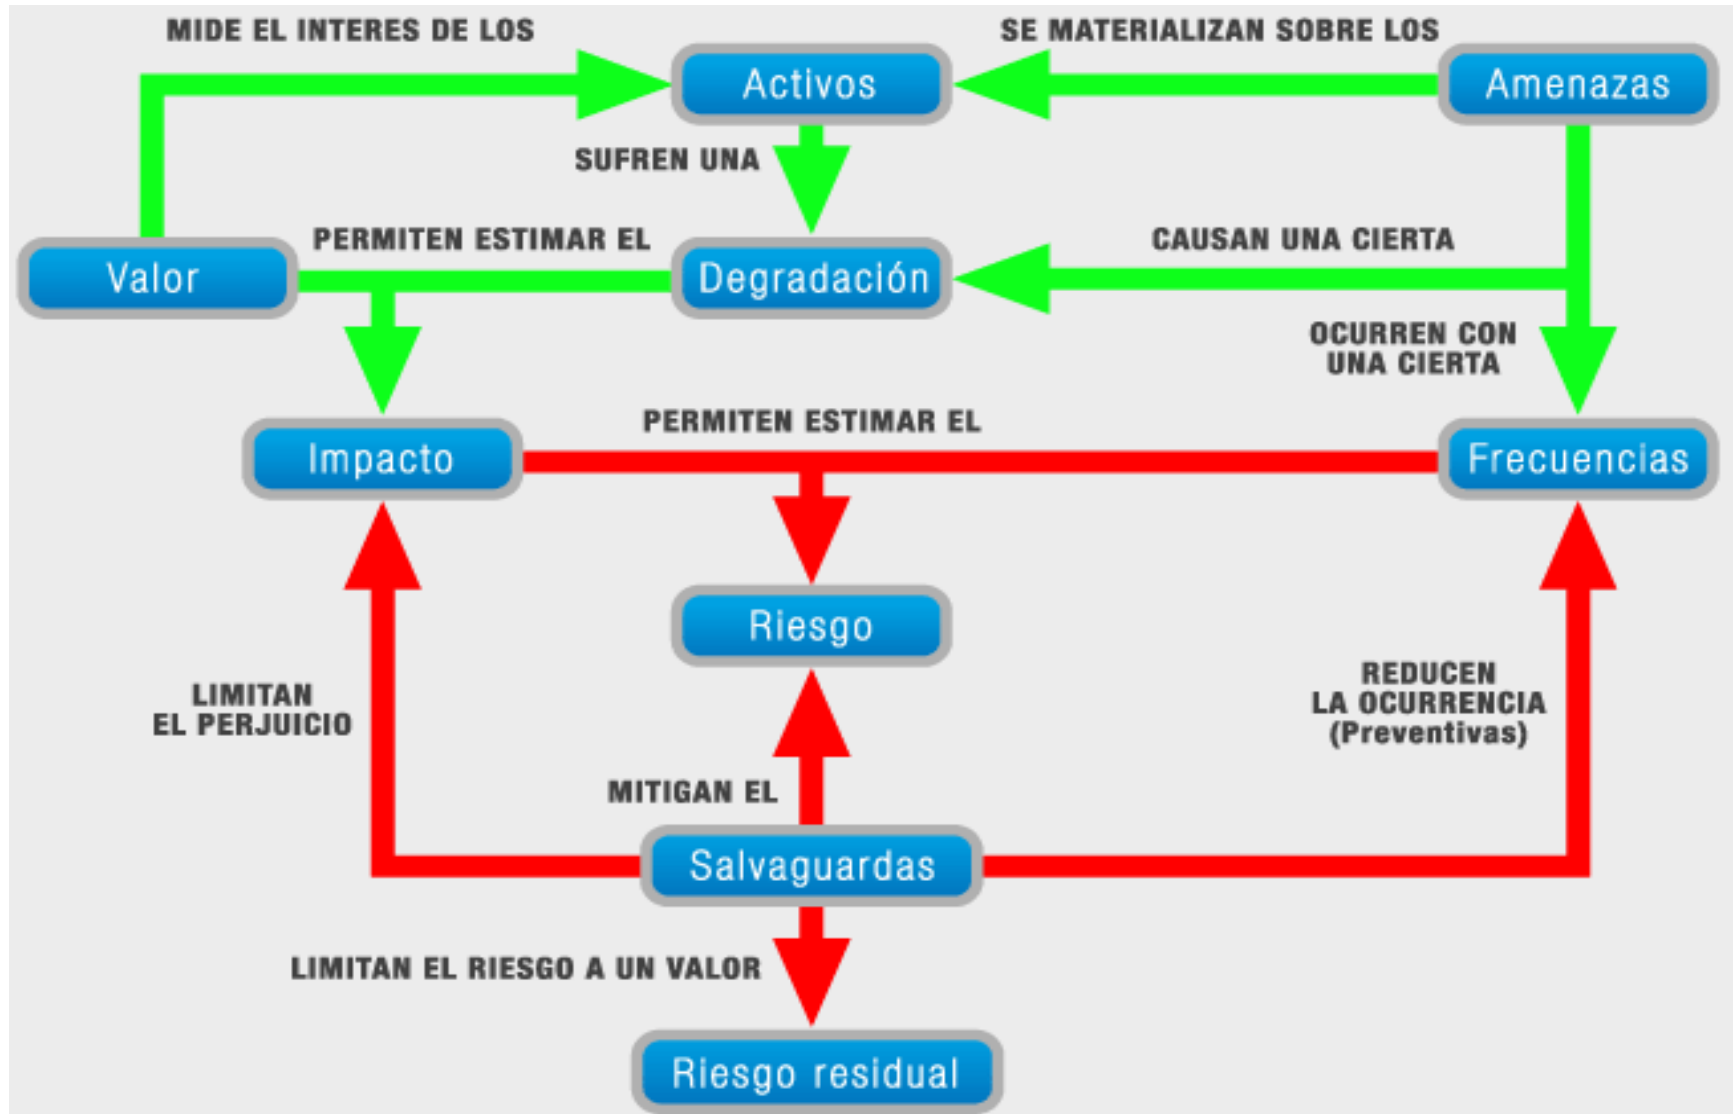 MIDE EL INTERES DE LOS
SE MATERIALIZAN SOBRE LOS
Activos
Amenazas
SUFREN UNA
PERMITEN ESTIMAR EL
CAUSAN UNA CIERTA
Valor
Degradación
OCURREN CON
UNA CIERTA
PERMITEN ESTIMAR EL
Impacto
Frecuencias
Riesgo
LIMITAN
EL PERJUICIO
REDUCEN
LA OCURRENCIA
(Preventivas)
MITIGAN EL
Salvaguardas
LIMITAN EL RIESGO A UN VALOR
Riesgo residual